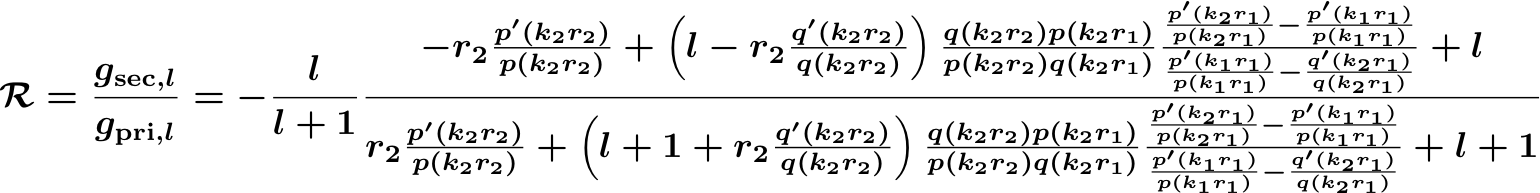 $$\mathcal{R} = \frac{g_{\mathrm{sec},l}}{g_{\mathrm{pri},l}} = -\frac{l}{l+1} \frac{-r_2 \frac{p'(k_2 r_2)}{p(k_2 r_2)} + \left(l - r_2 \frac{q'(k_2 r_2)}{q(k_2 r_2)}\right) \frac{q(k_2 r_2) p(k_2 r_1)}{p(k_2 r_2) q(k_2 r_1)} \frac{\frac{p'(k_2 r_1)}{p(k_2 r_1)} - \frac{p'(k_1 r_1)}{p(k_1 r_1)}}{\frac{p'(k_1 r_1)}{p(k_1 r_1)} - \frac{q'(k_2 r_1)}{q(k_2 r_1)}} + l}{r_2 \frac{p'(k_2 r_2)}{p(k_2 r_2)} + \left(l + 1 + r_2 \frac{q'(k_2 r_2)}{q(k_2 r_2)}\right) \frac{q(k_2 r_2) p(k_2 r_1)}{p(k_2 r_2) q(k_2 r_1)} \frac{\frac{p'(k_2 r_1)}{p(k_2 r_1)} - \frac{p'(k_1 r_1)}{p(k_1 r_1)}}{\frac{p'(k_1 r_1)}{p(k_1 r_1)} - \frac{q'(k_2 r_1)}{q(k_2 r_1)}} + l + 1}$$